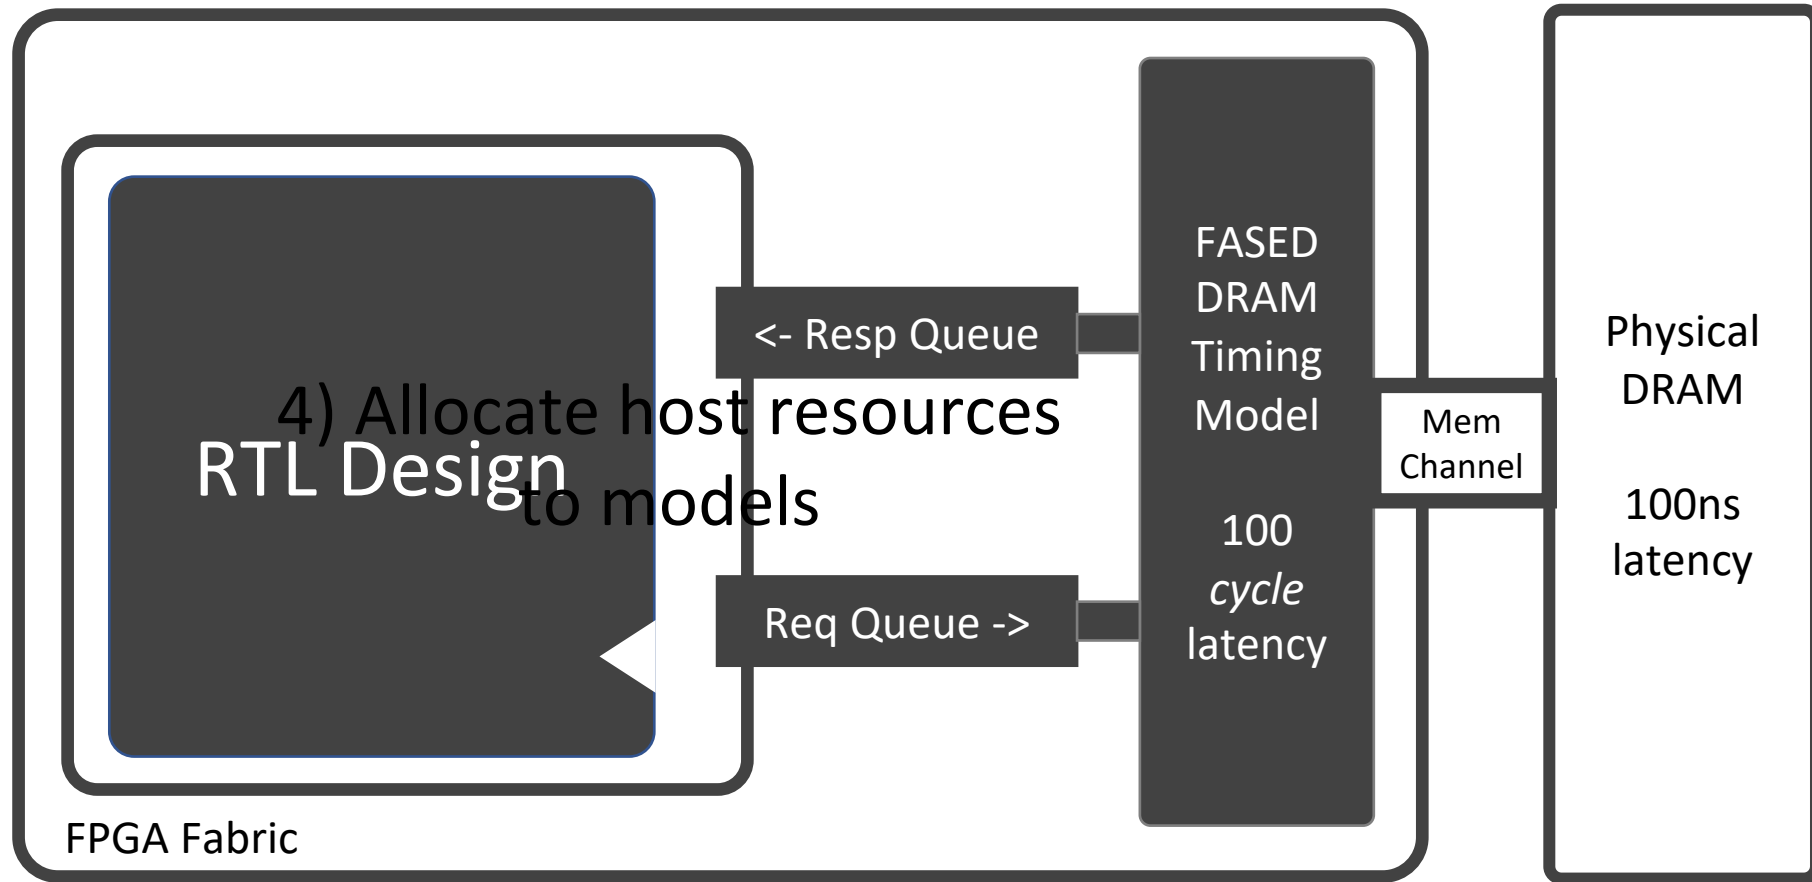 <- Resp Queue
4) Allocate host resources
to models
RTL Design
Req Queue ->
FPGA Fabric
FASED
DRAM
Timing
Model
100
cycle
latency
Mem
Channel
Physical
DRAM
100ns
latency